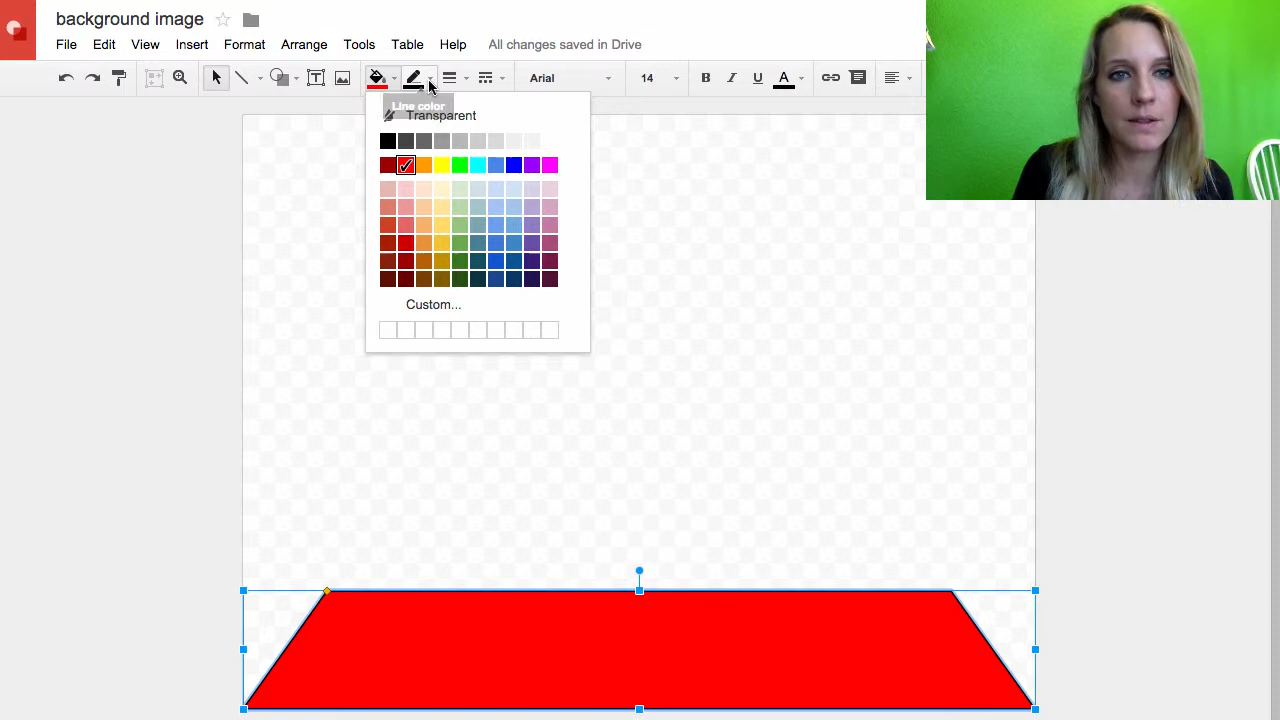 background image
File Edit View Insert Format Arrange Tools Table Help All changes saved in Drive
Arial 14 B I U A
Line color
Transparent
Custom...